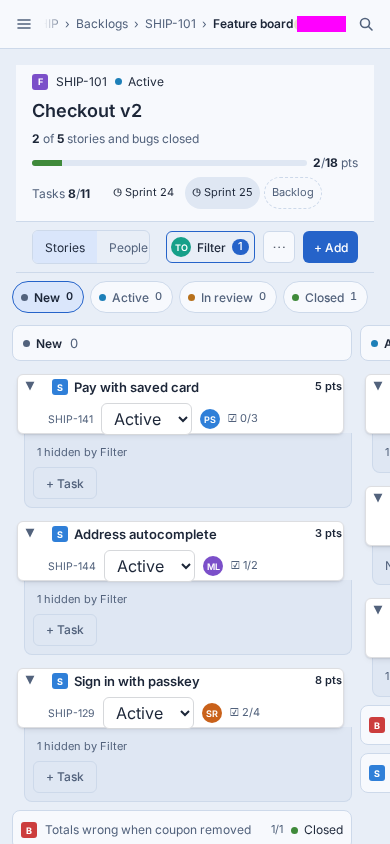 IP › Backlogs › SHIP-101 › Feature board
F SHIP-101 Active
Checkout v2
2 of 5 stories and bugs closed
2/18 pts
Tasks 8/11 Sprint 24 Sprint 25 Backlog
Stories People TO Filter 1 ... + Add
New 0 Active 0 In review 0 Closed 1
New 0
S Pay with saved card 5 pts
SHIP-141 Active PS 0/3
1 hidden by Filter
+ Task
S Address autocomplete 3 pts
SHIP-144 Active ML 1/2
1 hidden by Filter
+ Task
S Sign in with passkey 8 pts
SHIP-129 Active SR 2/4
1 hidden by Filter
+ Task
B
S
B Totals wrong when coupon removed 1/1 Closed